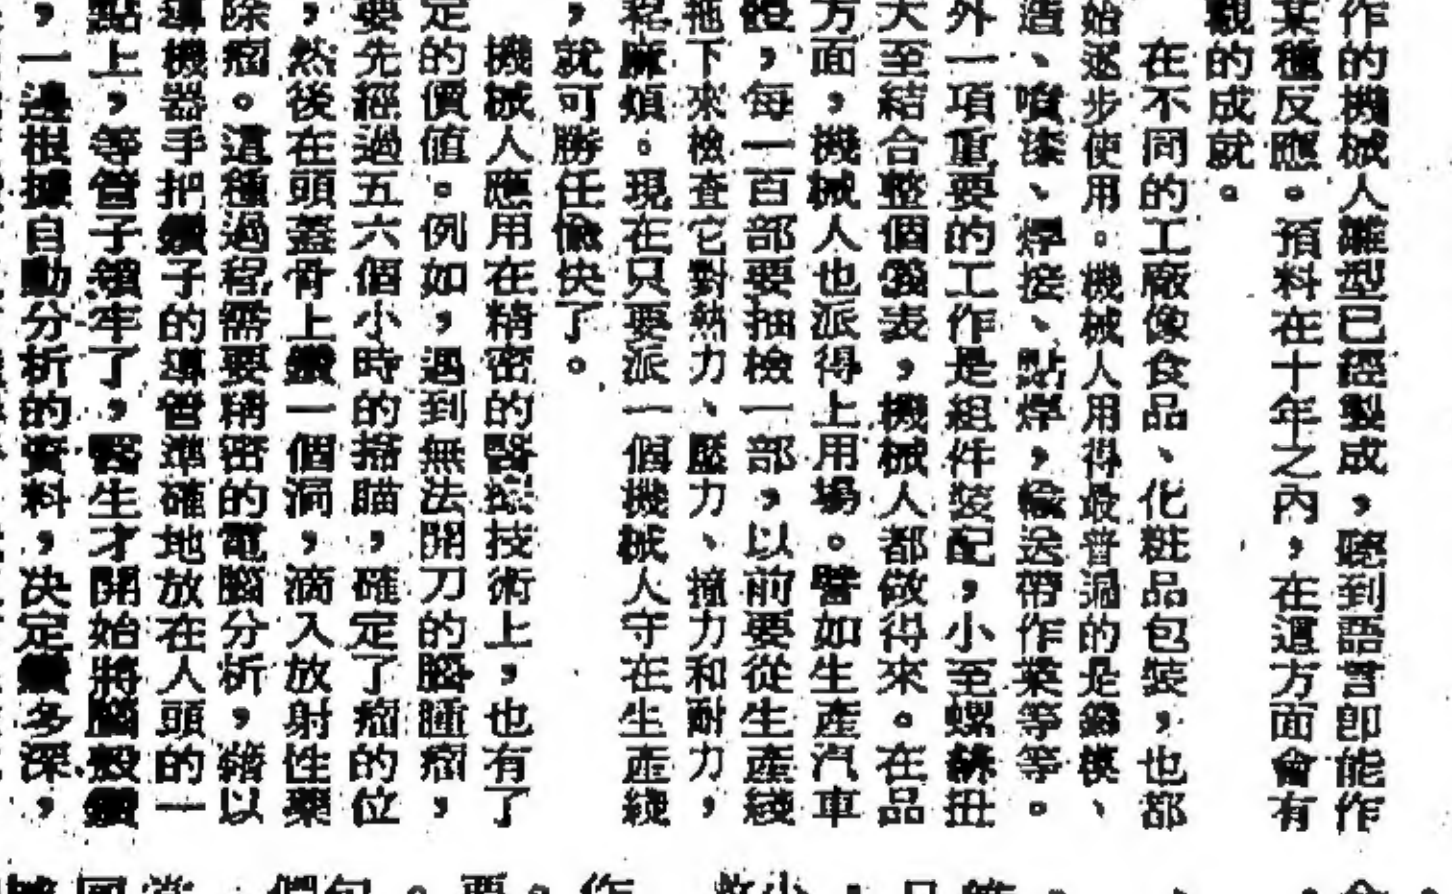 作的機械人雛型已經製成，聽到語言即能作
某種反應。預料在十年之內，在這方面會有
觀的成就。
在不同的工廠像食品、化粧品包裝，也都
始逐步使用。機械人用得最普遍的是鑄模、
造、噴漆、焊接、點焊，輸送帶作業等等。
外一項重要的工作是組件裝配，小至螺絲扭
大至結合整個儀表，機械人都做得來。在品
方面，機械人也派得上用場。譬如生產汽車
證，每一百部要抽檢一部，以前要從生產綫
拖下來檢查它對熱力、壓力、撞力和耐力，
麻煩。現在只要派一個機械人守在生產綫
，就可勝任愉快了。
機械人應用在精密的醫療技術上，也有了
定的價值。例如，遇到無法開刀的腦腫瘤，
要先經過五六個小時的掃瞄，確定了瘤的位
，然後在頭蓋骨上鑽一個洞，滴入放射性藥
除瘤。這種過程需要精密的電腦分析，藉以
導機器手把鑽子的導管準確地放在人頭的一
點上，等管子鎖牢了，醫生才開始將腦殼鑽
，一邊根據自動分析的資料，決定鑽多深，